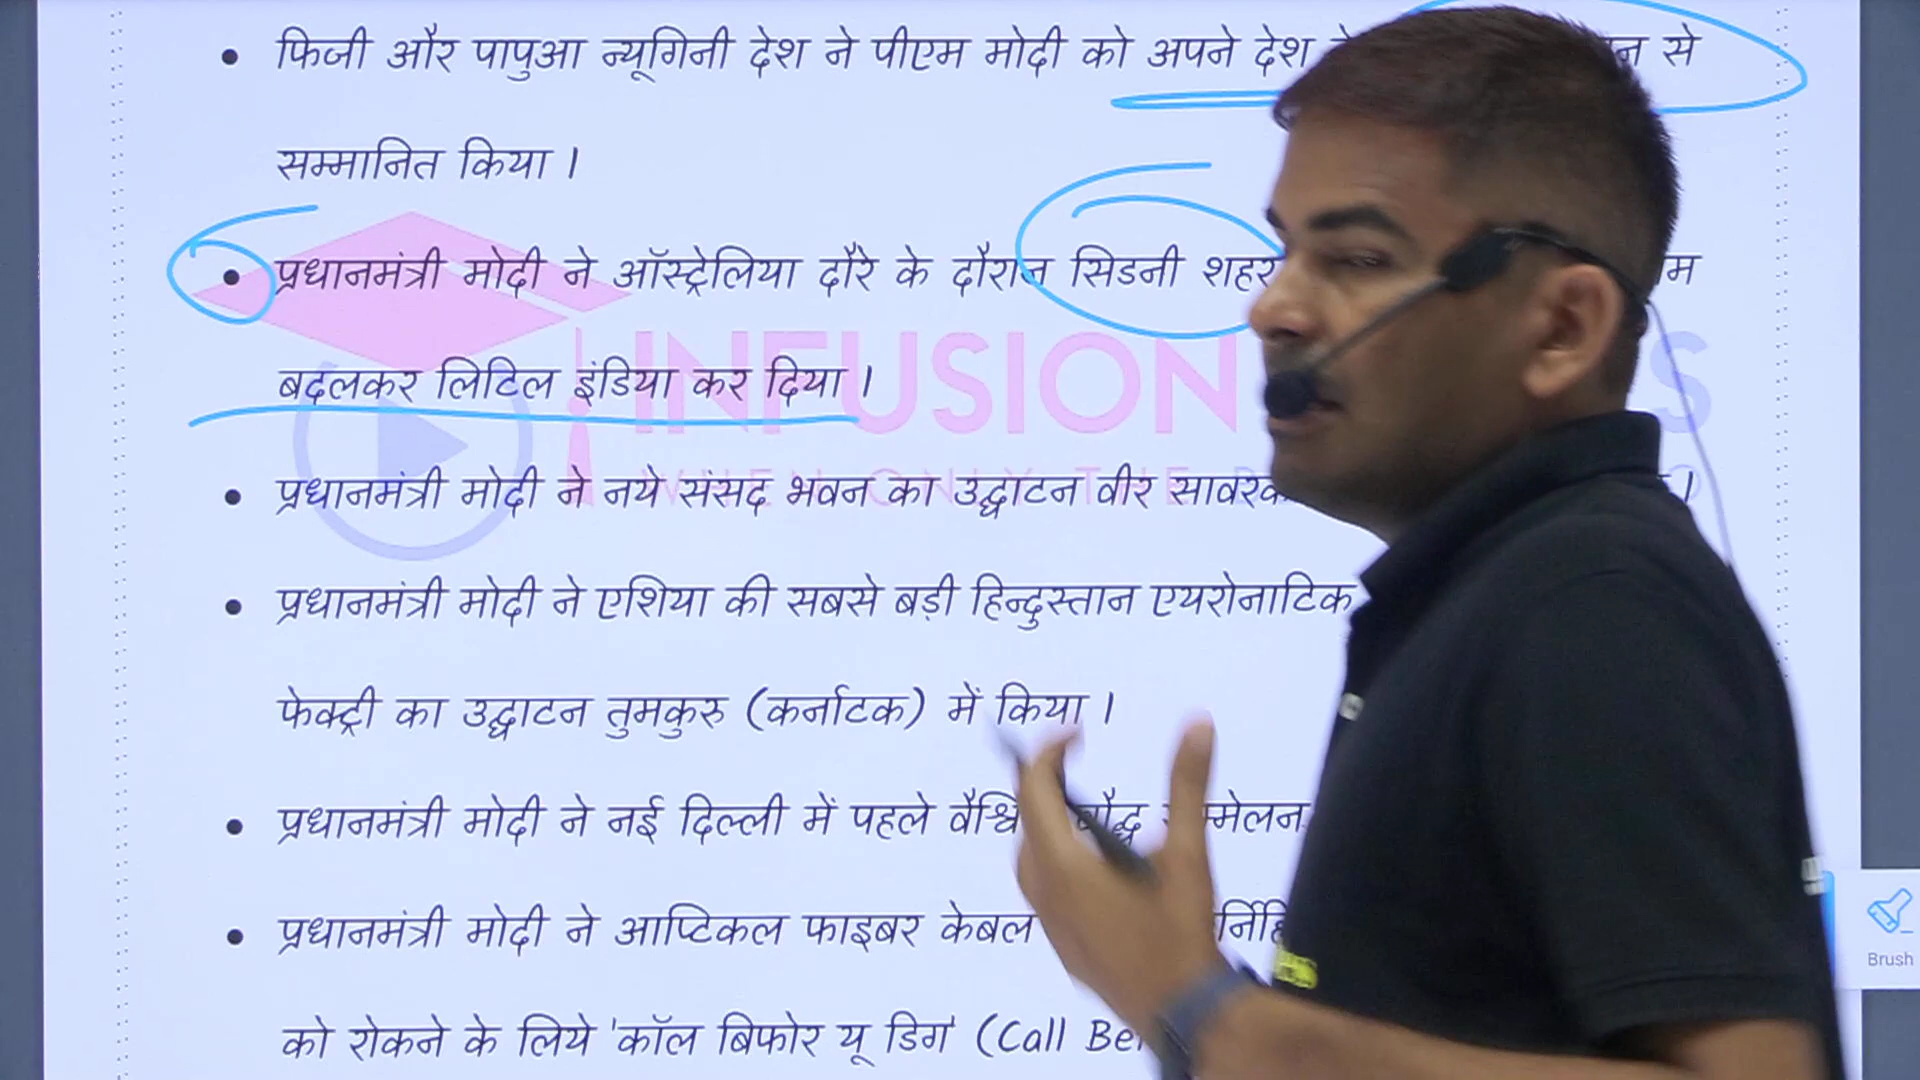 • फिजी और पापुआ न्यूगिनी देश ने पीएम मोदी को अपने देश से
सम्मानित किया ।
• प्रधानमंत्री मोदी ने ऑस्ट्रेलिया दौरे के दौरान सिडनी शहर
बदलकर लिटिल इंडिया कर दिया ।
INFUSION
• प्रधानमंत्री मोदी ने नये संसद भवन का उद्घाटन वीर
• प्रधानमंत्री मोदी ने एशिया की सबसे बड़ी हिन्दुस्तान एयरोनाटिक
फेक्ट्री का उद्घाटन तुमकुरु (कर्नाटक) में किया ।
• प्रधानमंत्री मोदी ने नई दिल्ली में पहले
• प्रधानमंत्री मोदी ने आप्टिकल फाइबर केबल
को रोकने के लिये 'कॉल बिफोर यू डिग' (Call
Brush